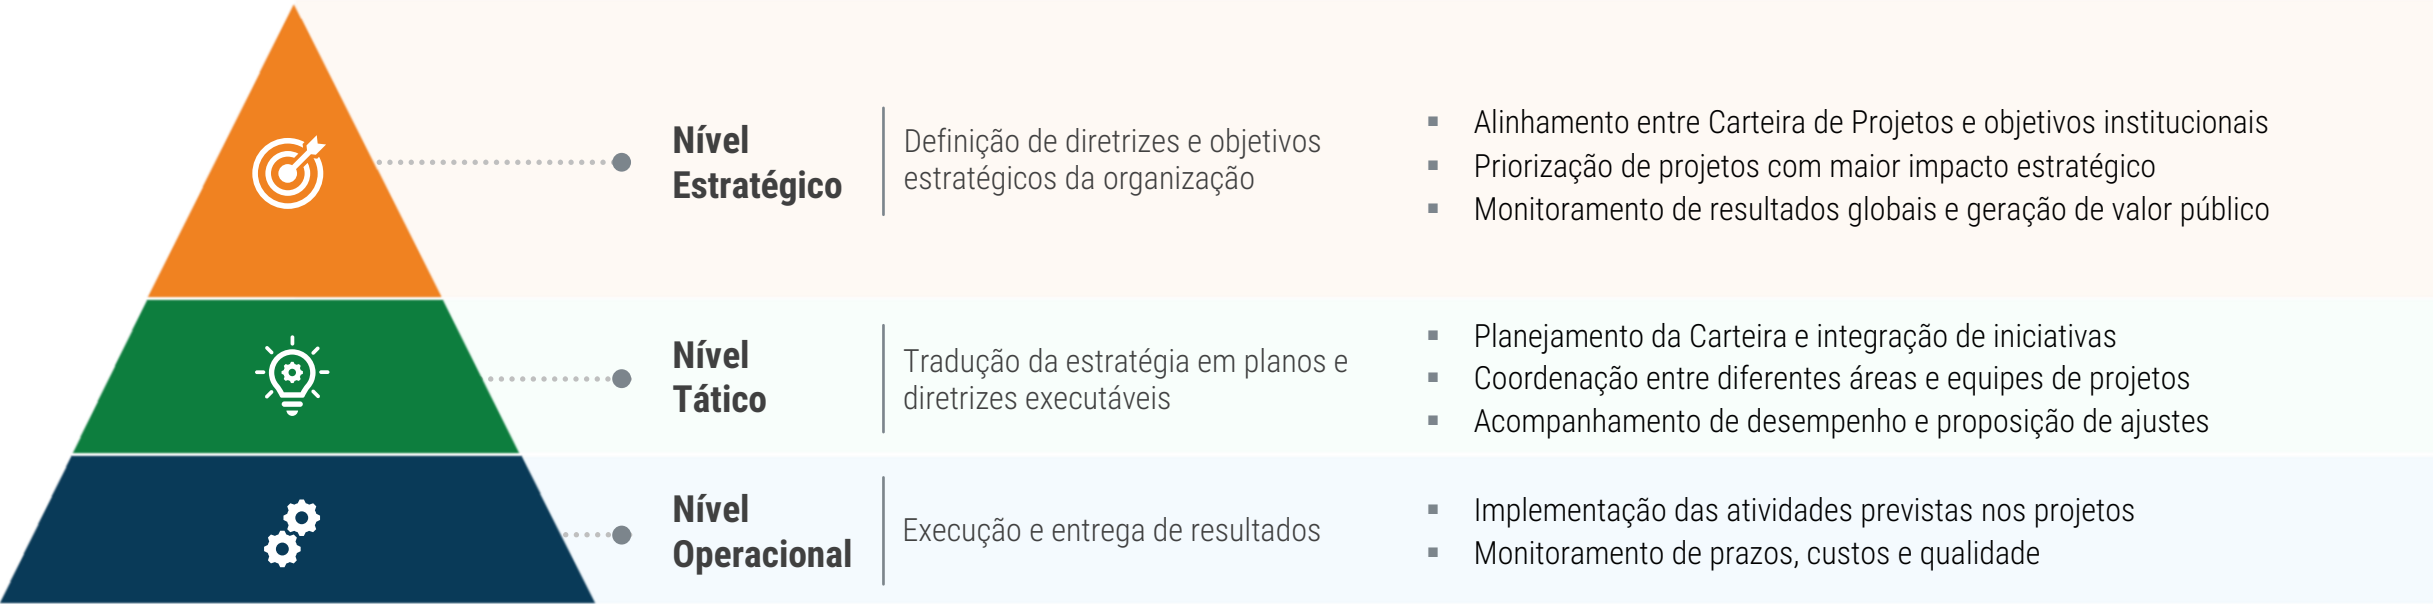 Nível
Estratégico
Definição de diretrizes e objetivos
estratégicos da organização
▪ Alinhamento entre Carteira de Projetos e objetivos institucionais
▪ Priorização de projetos com maior impacto estratégico
▪ Monitoramento de resultados globais e geração de valor público
Nível
Tático
Tradução da estratégia em planos e
diretrizes executáveis
▪ Planejamento da Carteira e integração de iniciativas
▪ Coordenação entre diferentes áreas e equipes de projetos
▪ Acompanhamento de desempenho e proposição de ajustes
Nível
Operacional
Execução e entrega de resultados
▪ Implementação das atividades previstas nos projetos
▪ Monitoramento de prazos, custos e qualidade